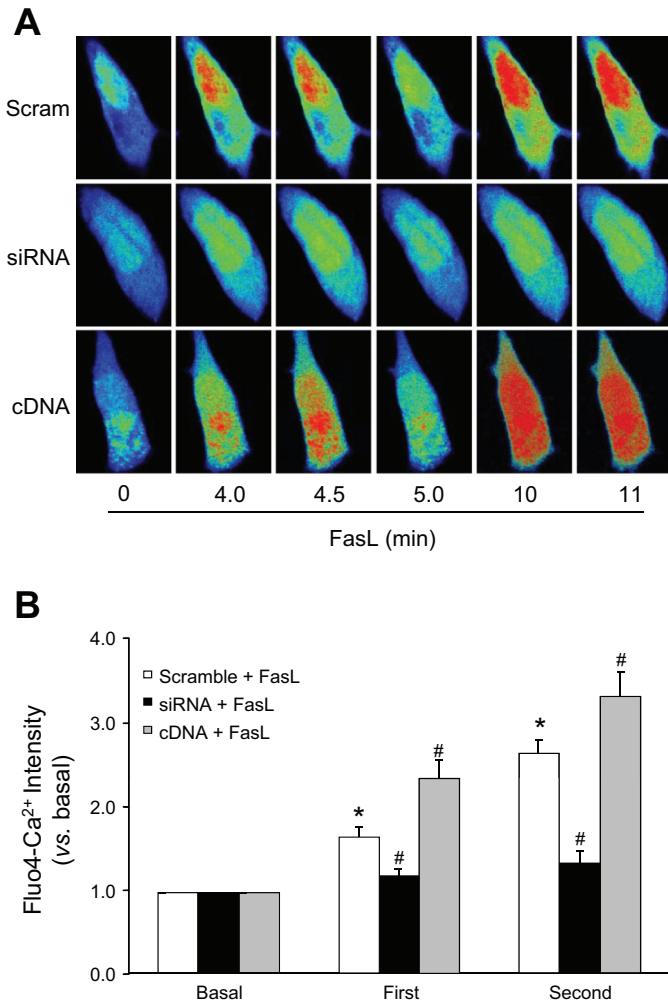 A
Scram
siRNA
cDNA
0 4.0 4.5 5.0 10 11
FasL (min)
B
Fluo4-Ca²⁺ Intensity
(vs. basal)
4.0
3.0
2.0
1.0
0.0
Scramble + FasL
siRNA + FasL
cDNA + FasL
*
#
#
*
#
#
Basal First Second